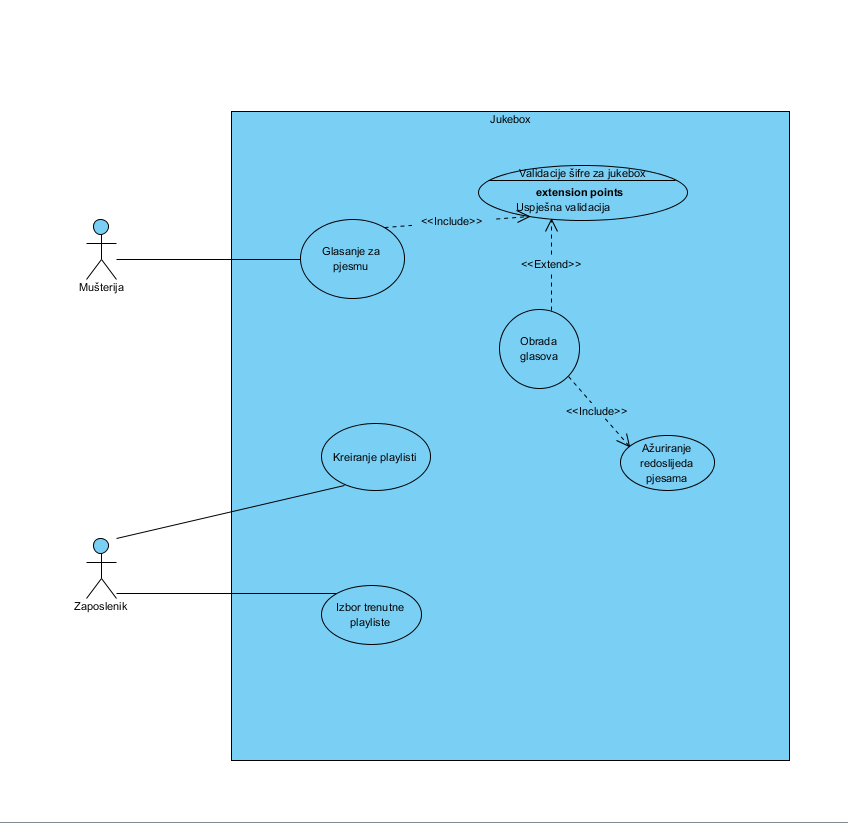 Jukebox
Validacije šifre za jukebox
extension points
Uspješna validacija
<<Include>>
Glasanje za
pjesmu
Mušterija
<<Extend>>
Obrada
glasova
<<Include>>
Ažuriranje
redoslijeda
pjesama
Kreiranje playlisti
Zaposlenik
Izbor trenutne
playliste